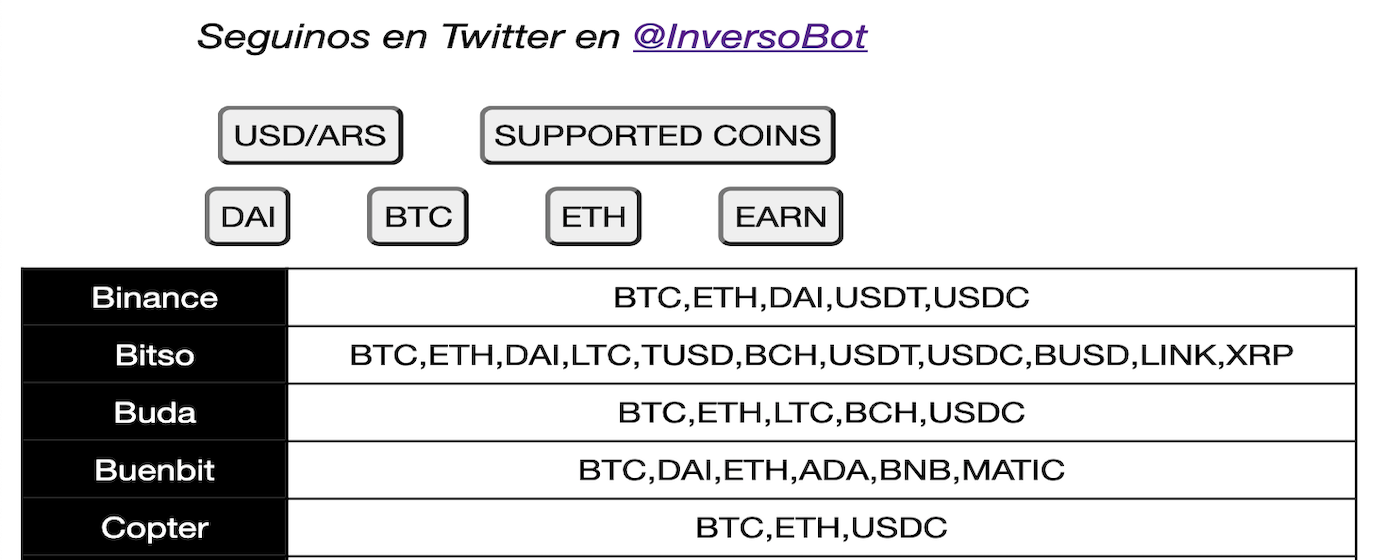 Seguinos en Twitter en @InversoBot
USD/ARS SUPPORTED COINS
DAI BTC ETH EARN
Binance BTC,ETH,DAI,USDT,USDC
Bitso BTC,ETH,DAI,LTC,TUSD,BCH,USDT,USDC,BUSD,LINK,XRP
Buda BTC,ETH,LTC,BCH,USDC
Buenbit BTC,DAI,ETH,ADA,BNB,MATIC
Copter BTC,ETH,USDC